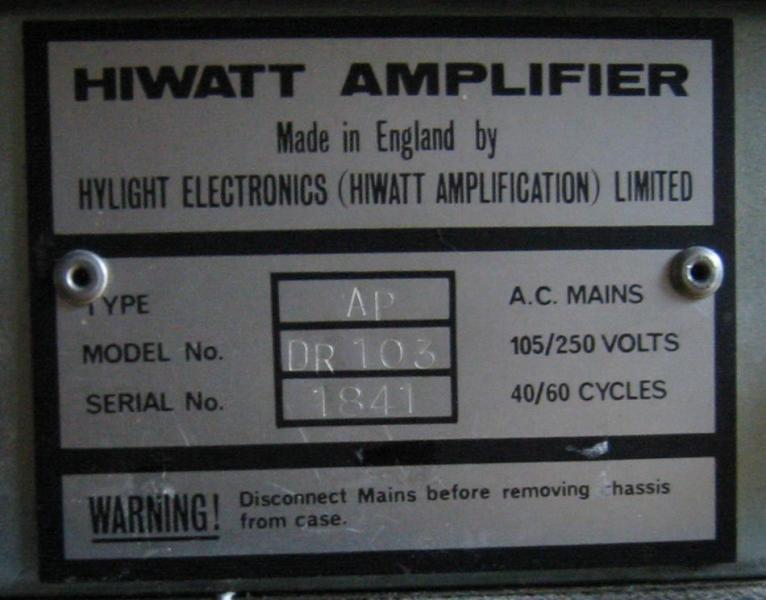 HIWATT AMPLIFIER
Made in England by
HYLIGHT ELECTRONICS (HIWATT AMPLIFICATION) LIMITED
TYPE AP A.C. MAINS
MODEL No. DR 103 105/250 VOLTS
SERIAL No. 1841 40/60 CYCLES
WARNING! Disconnect Mains before removing chassis
from case.